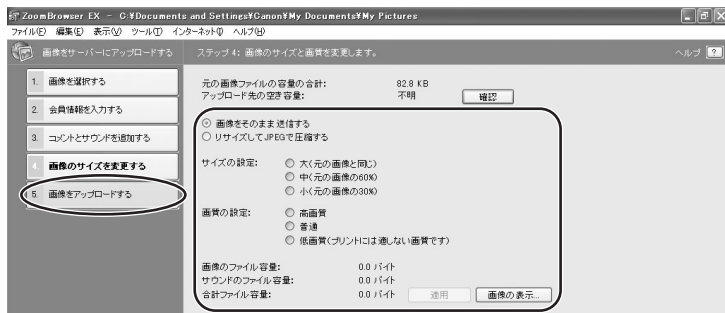 ZoomBrowser EX - C:¥Documents and Settings¥Canon¥My Documents¥My Pictures
ファイル(F) 編集(E) 表示(V) ツール(T) インターネット(I) ヘルプ(H)
画像をサーバーにアップロードする ステップ 4: 画像のサイズと画質を変更します。 ヘルプ ?
1. 画像を選択する
2. 会員情報を入力する
3. コメントとサウンドを追加する
4. 画像のサイズを変更する
5. 画像をアップロードする
元の画像ファイルの容量の合計: 82.8 KB
アップロード先の空き容量: 不明 確認
画像をそのまま送信する
リサイズしてJPEGで圧縮する
サイズの設定: 大(元の画像と同じ)
中(元の画像の60%)
小(元の画像の30%)
画質の設定: 高画質
普通
低画質(プリントには適しない画質です)
画像のファイル容量: 0.0 バイト
サウンドのファイル容量: 0.0 バイト
合計ファイル容量: 0.0 バイト 適用 画像の表示...